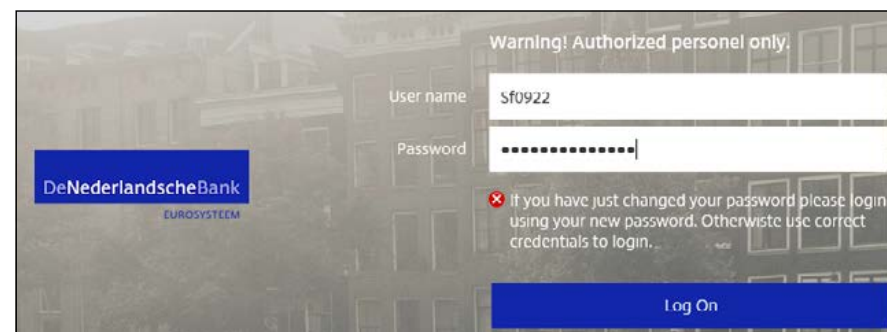 Warning! Authorized personel only.
User name
Sf0922
Password
DeNederlandscheBank
EUROSYSTEEM
If you have just changed your password please login
using your new password. Otherwiste use correct
credentials to login.
Log On